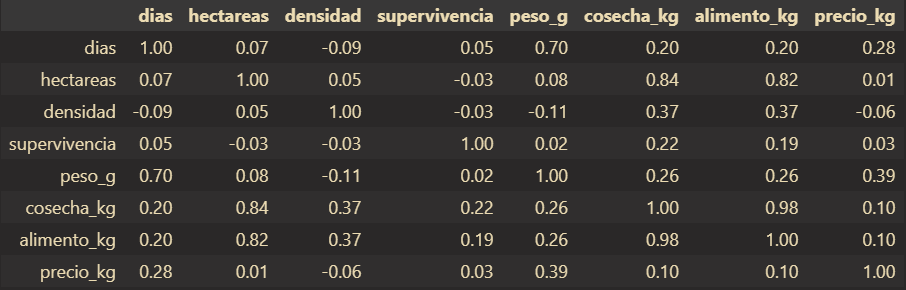 dias hectareas densidad supervivencia peso_g cosecha_kg alimento_kg precio_kg
dias 1.00 0.07 -0.09 0.05 0.70 0.20 0.20 0.28
hectareas 0.07 1.00 0.05 -0.03 0.08 0.84 0.82 0.01
densidad -0.09 0.05 1.00 -0.03 -0.11 0.37 0.37 -0.06
supervivencia 0.05 -0.03 -0.03 1.00 0.02 0.22 0.19 0.03
peso_g 0.70 0.08 -0.11 0.02 1.00 0.26 0.26 0.39
cosecha_kg 0.20 0.84 0.37 0.22 0.26 1.00 0.98 0.10
alimento_kg 0.20 0.82 0.37 0.19 0.26 0.98 1.00 0.10
precio_kg 0.28 0.01 -0.06 0.03 0.39 0.10 0.10 1.00